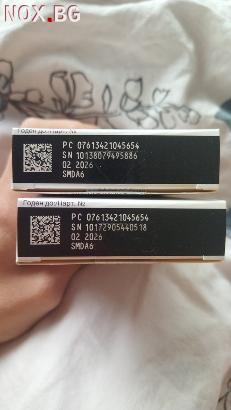 NOX.BG
Годен до/Парт. №
PC 07613421045654
SN 10138079495886
02 2026
SMDA6
Годен до/Парт. №
PC 07613421045654
SN 10172905440518
02 2026
SMDA6